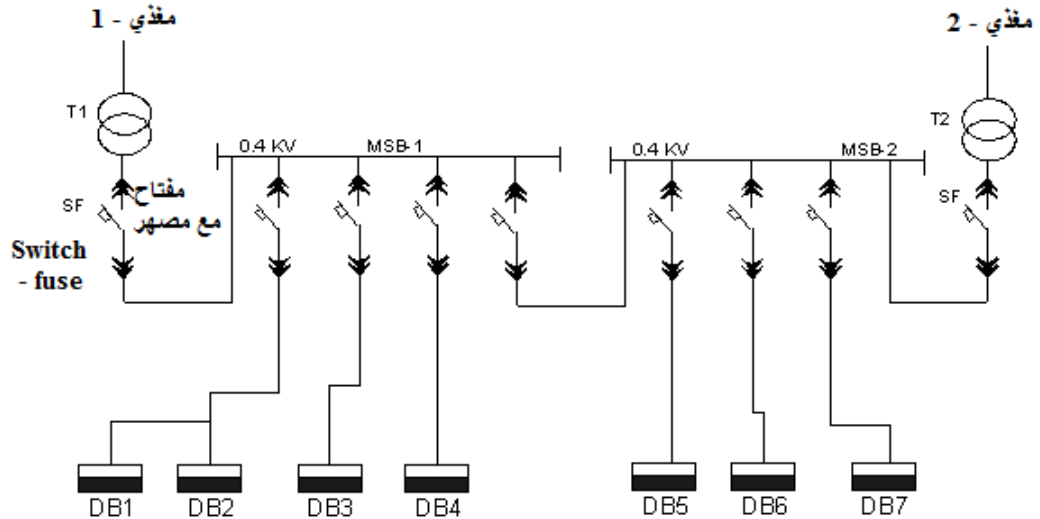 مغذي - 1
مغذي - 2
T1
T2
0.4 KV
MSB-1
0.4 KV
MSB-2
SF
مفتاح
مع مصهر
SF
Switch
- fuse
DB1
DB2
DB3
DB4
DB5
DB6
DB7